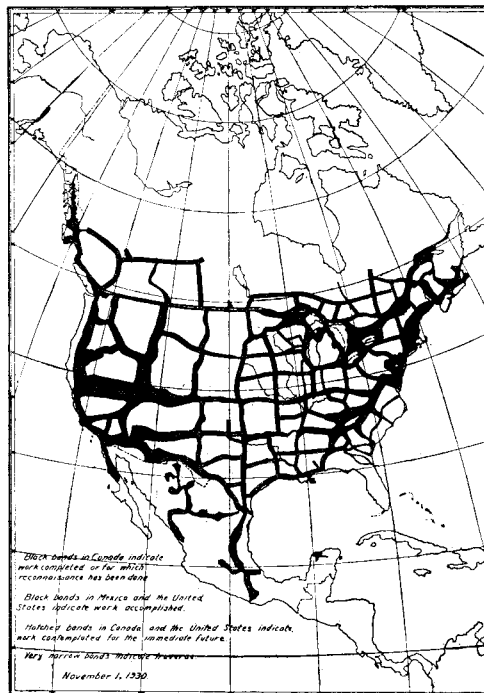 Black bands in Canada indicate
work completed or for which
reconnaissance has been done
Black bands in Mexico and the United
States indicate work accomplished.
Hatched bands in Canada and the United States indicate
work contemplated for the immediate future.
Very narrow bands indicate traverse.
November 1, 1930